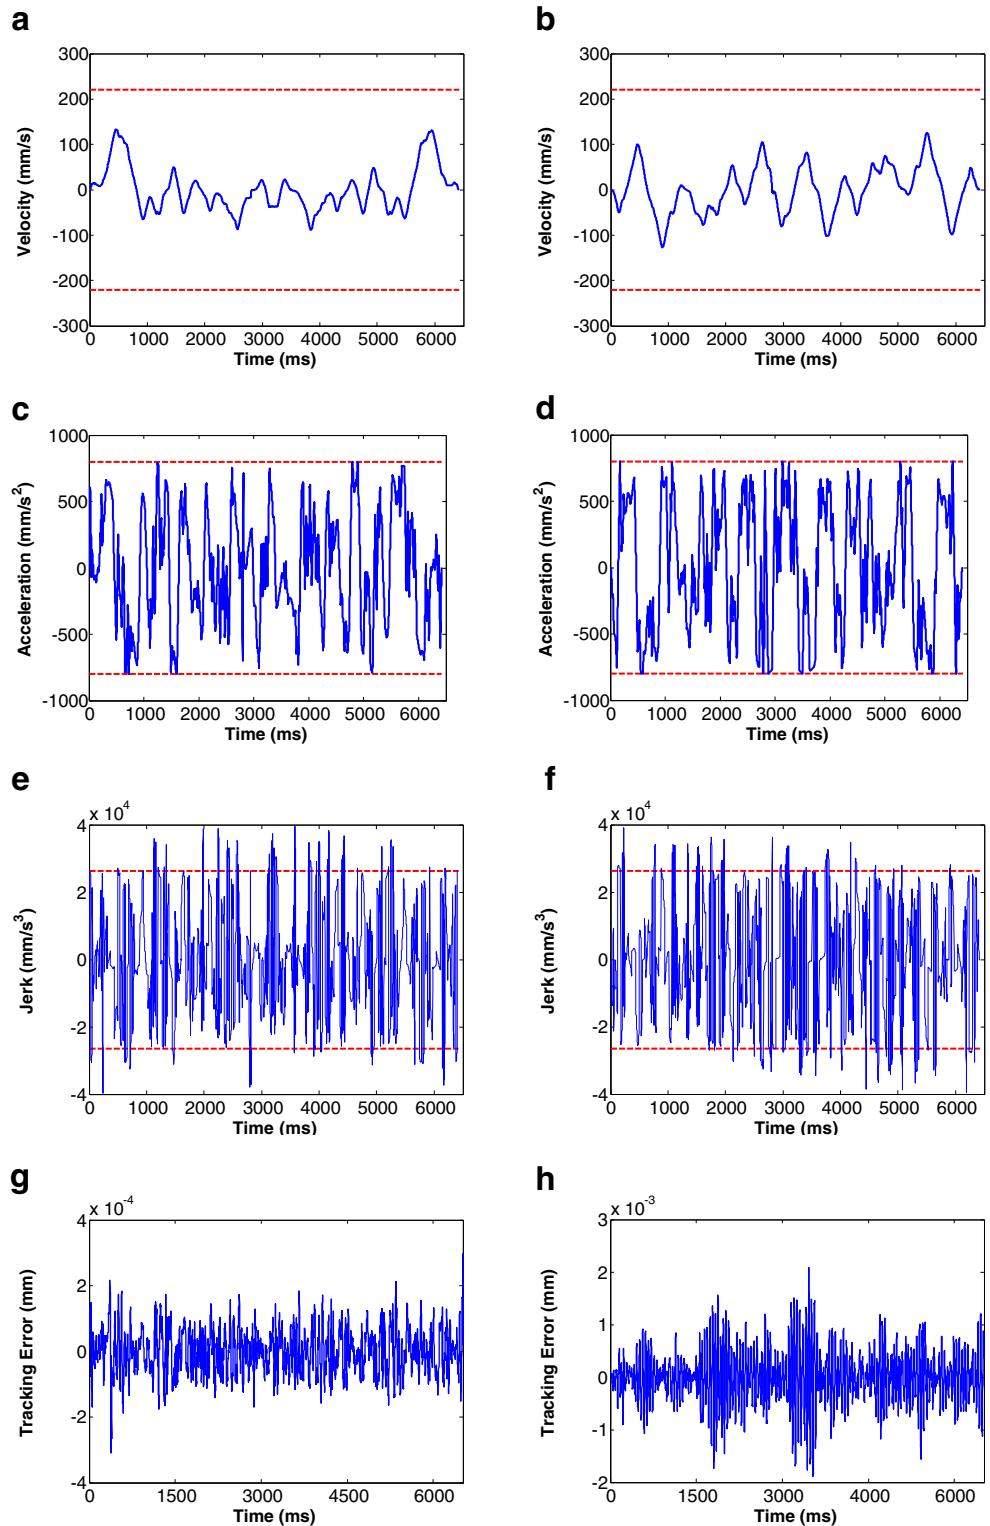 a
300
200
100
0
-100
-200
-300
Velocity (mm/s)
0 1000 2000 3000 4000 5000 6000
Time (ms)
b
300
200
100
0
-100
-200
-300
Velocity (mm/s)
0 1000 2000 3000 4000 5000 6000
Time (ms)
c
1000
500
0
-500
-1000
Acceleration (mm/s²)
0 1000 2000 3000 4000 5000 6000
Time (ms)
d
1000
500
0
-500
-1000
Acceleration (mm/s²)
0 1000 2000 3000 4000 5000 6000
Time (ms)
e
x 10⁴
4
2
0
-2
-4
Jerk (mm/s³)
0 1000 2000 3000 4000 5000 6000
Time (ms)
f
x 10⁴
4
2
0
-2
-4
Jerk (mm/s³)
0 1000 2000 3000 4000 5000 6000
Time (ms)
g
x 10⁻⁴
4
2
0
-2
-4
Tracking Error (mm)
0 1500 3000 4500 6000
Time (ms)
h
x 10⁻³
3
2
1
0
-1
-2
Tracking Error (mm)
0 1500 3000 4000 6000
Time (ms)